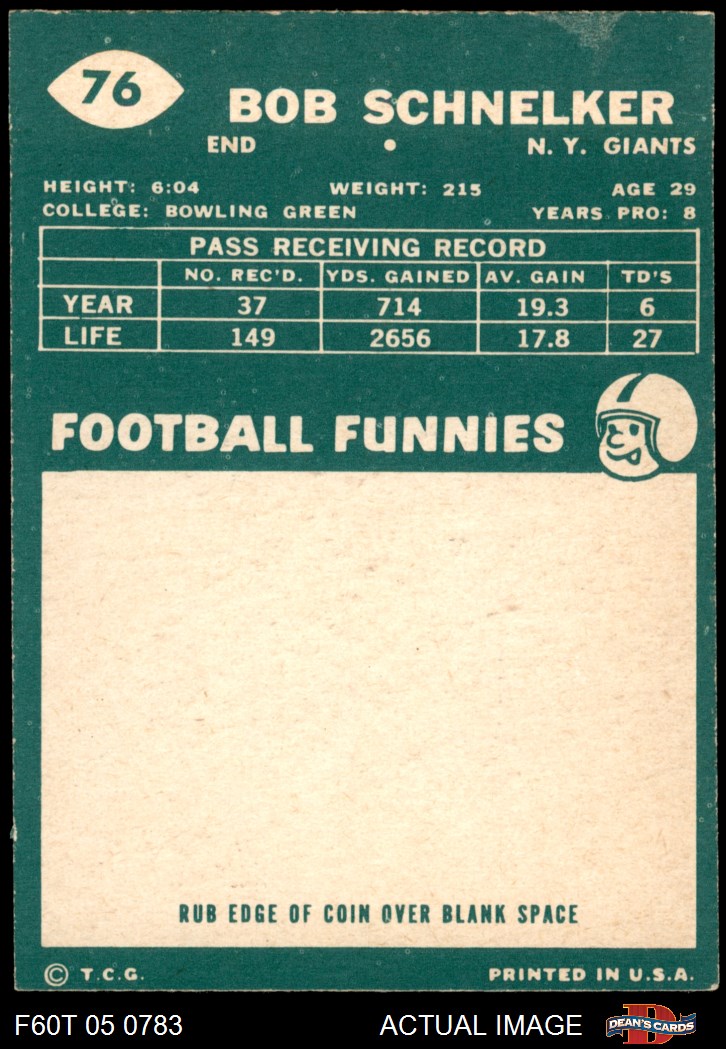 76
BOB SCHNELKER
END • N. Y. GIANTS
HEIGHT: 6:04 WEIGHT: 215 AGE 29
COLLEGE: BOWLING GREEN YEARS PRO: 8
PASS RECEIVING RECORD
NO. REC'D. YDS. GAINED AV. GAIN TD'S
YEAR 37 714 19.3 6
LIFE 149 2656 17.8 27
FOOTBALL FUNNIES
RUB EDGE OF COIN OVER BLANK SPACE
© T.C.G. PRINTED IN U.S.A.
F60T 05 0783 ACTUAL IMAGE D DEAN'S CARDS